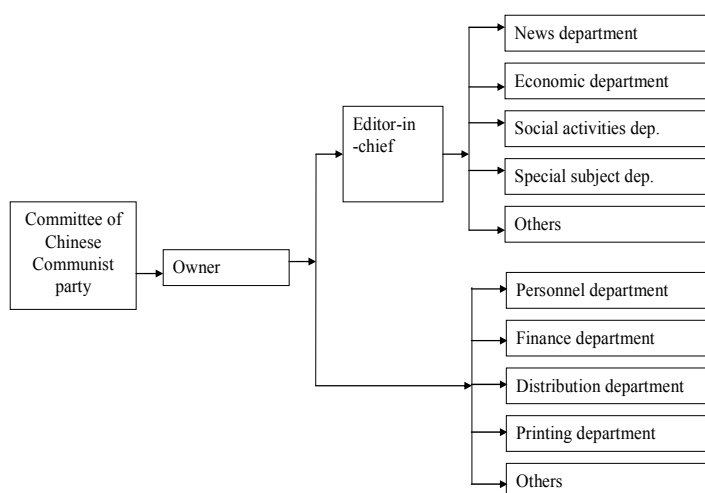 Committee of
Chinese
Communist
party
Owner
Editor-in
-chief
News department
Economic department
Social activities dep.
Special subject dep.
Others
Personnel department
Finance department
Distribution department
Printing department
Others